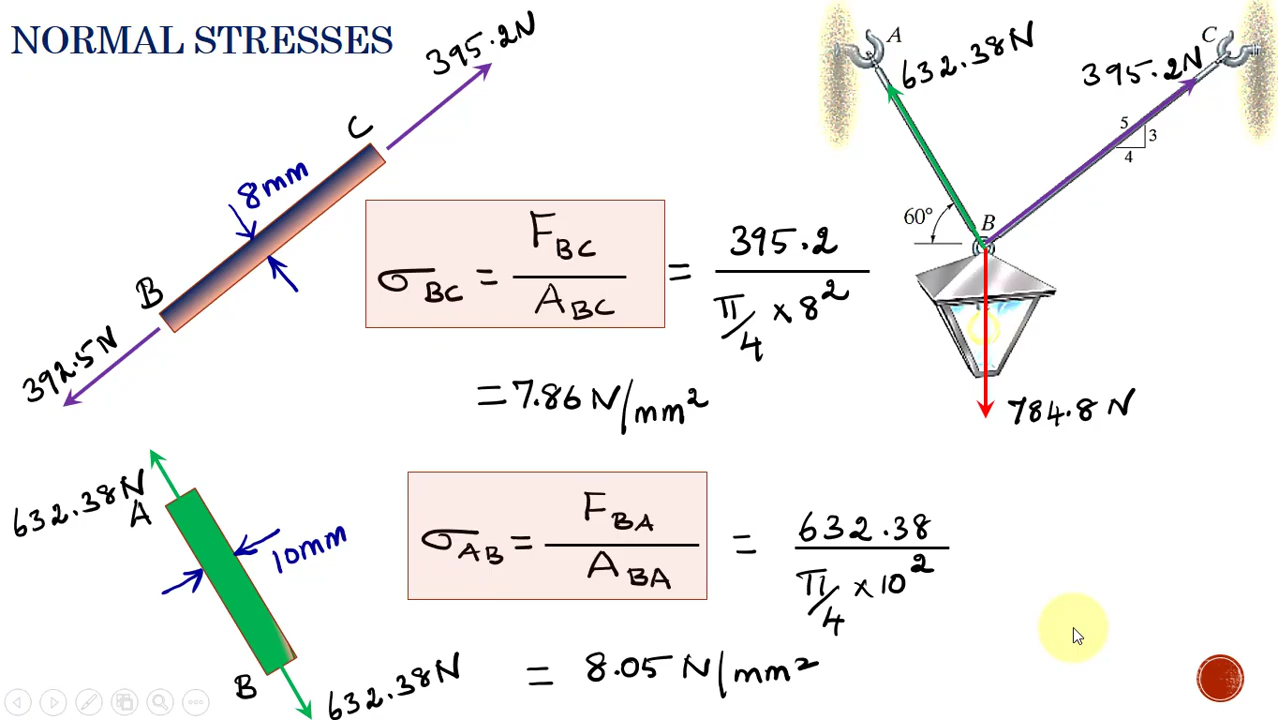 NORMAL STRESSES
395.2N
C
8mm
B
392.5N
σBC = FBC / ABC = 395.2 / π/4 × 8²
= 7.86 N/mm²
A
632.38N
C
395.2N
5
3
4
60°
B
784.8 N
632.38N
A
10mm
B
632.38N
σAB = FBA / ABA = 632.38 / π/4 × 10²
= 8.05 N/mm²